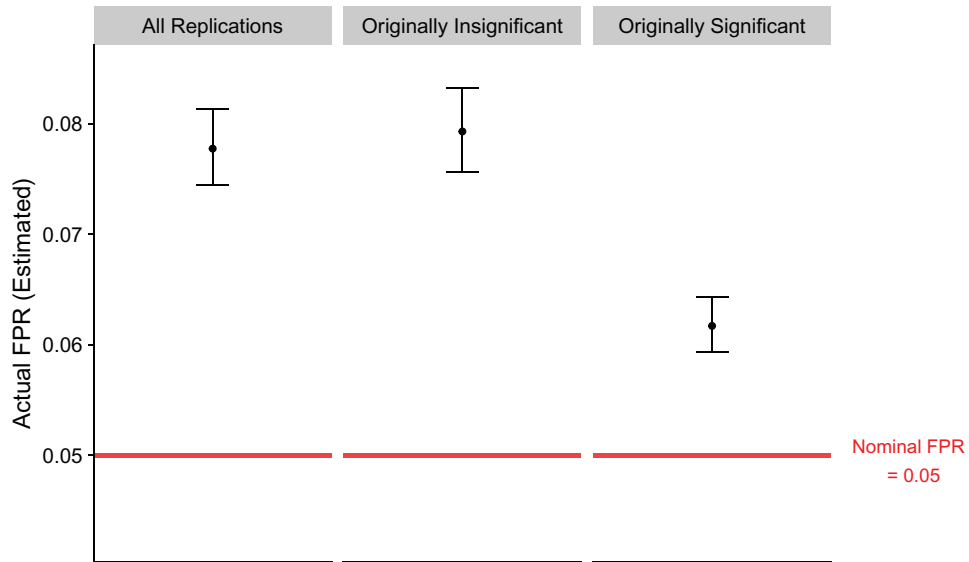 All Replications
Originally Insignificant
Originally Significant
Actual FPR (Estimated)
0.08
0.07
0.06
0.05
Nominal FPR
= 0.05